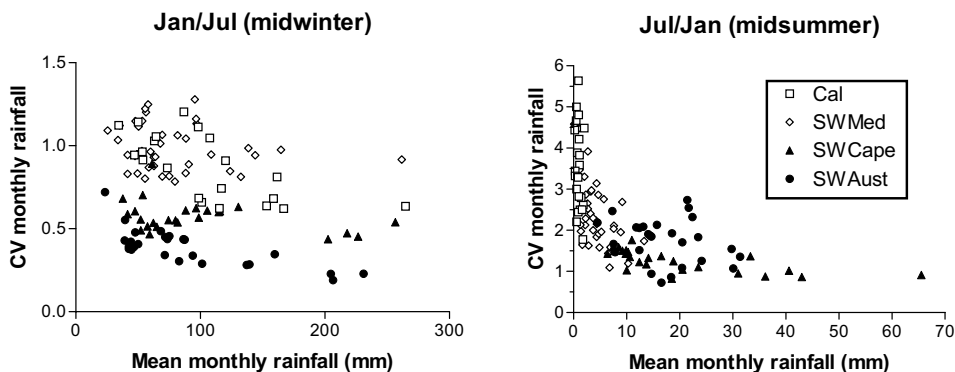 Jan/Jul (midwinter)
CV monthly rainfall
1.5
1.0
0.5
0.0
0
100
200
300
Mean monthly rainfall (mm)
Jul/Jan (midsummer)
CV monthly rainfall
6
5
4
3
2
1
0
0
10
20
30
40
50
60
70
Mean monthly rainfall (mm)
Cal
SWMed
SWCape
SWAust